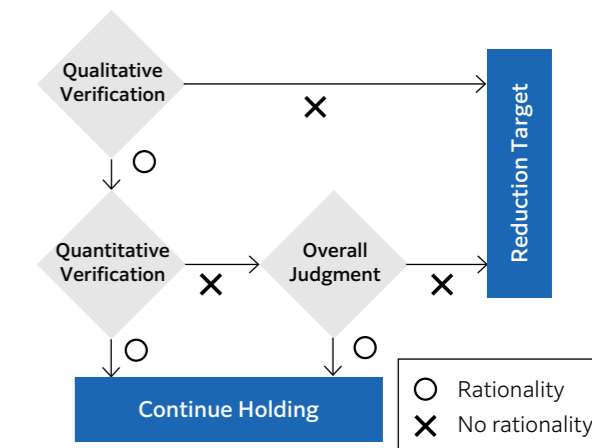 Qualitative
Verification
Reduction Target
Quantitative
Verification
Overall
Judgment
Continue Holding
Rationality
No rationality